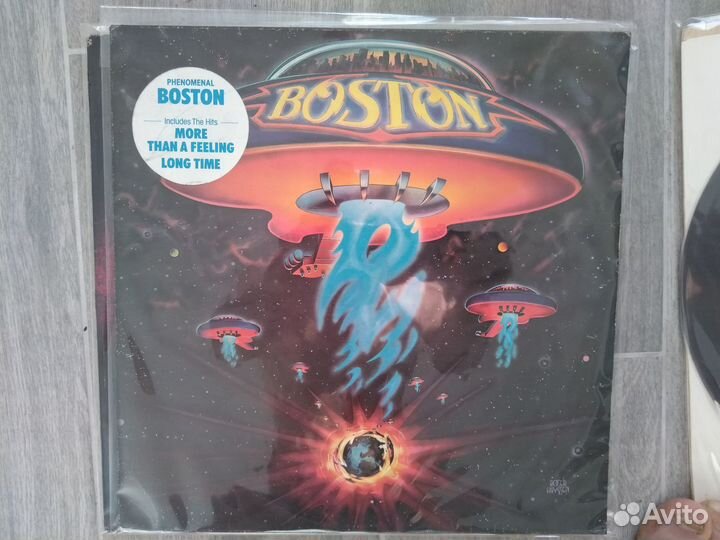 PHENOMENAL
BOSTON
Includes The Hits
MORE
THAN A FEELING
LONG TIME
BOSTON
Avito